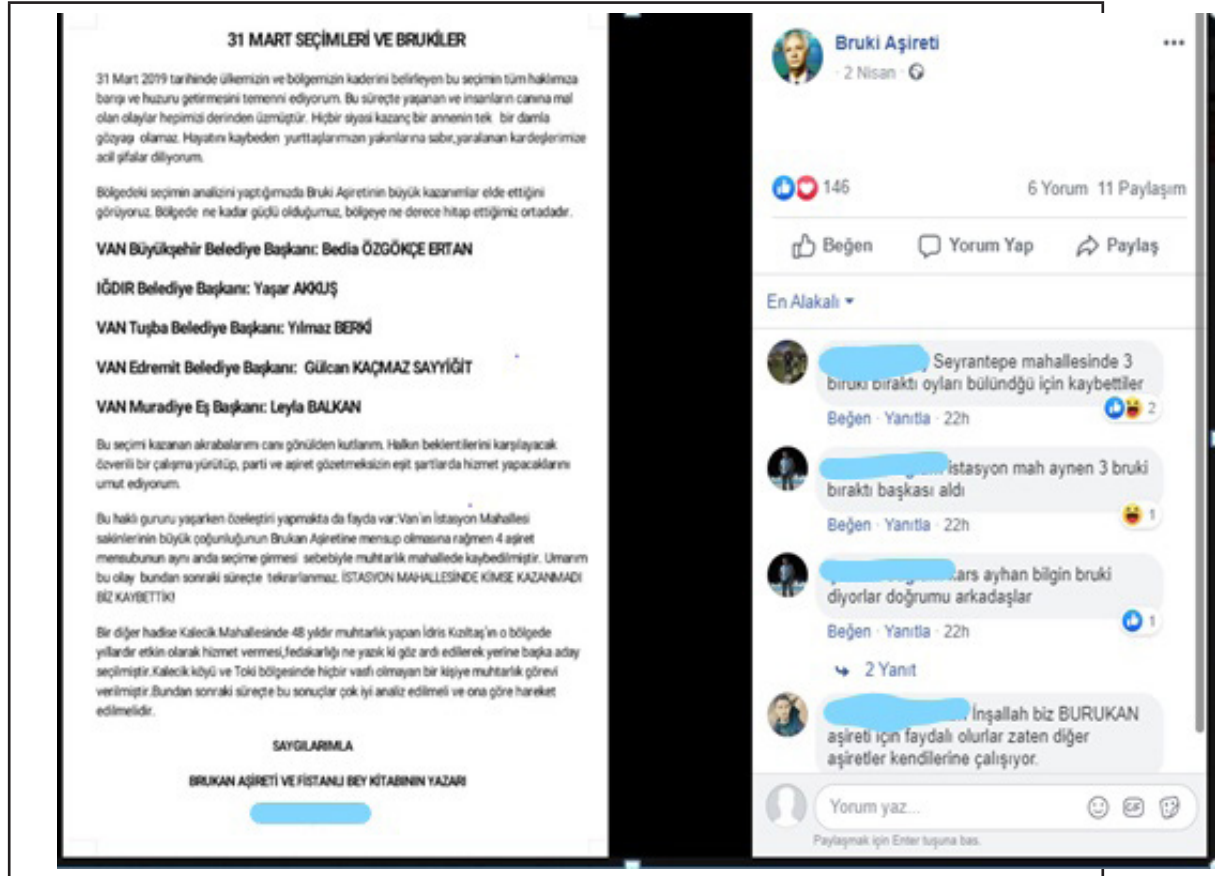 31 MART SEÇİMLERİ VE BRUKİLER
31 Mart 2019 tarihinde ülkemizin ve bölgemizin kaderini belirleyen bu seçimin tüm haklımıza
barışı ve huzuru getirmesini temenni ediyorum. Bu süreçte yaşanan ve insanların canına mal
olan olaylar hepimizi derinden üzmüştür. Hiçbir siyasi kazanç bir annenin tek bir damla
gözyaşı olamaz. Hayatını kaybeden yurttaşlarımızın yakınlarına sabır,yaralanan kardeşlerimize
acil şifalar diliyorum.
Bölgedeki seçimin analizini yaptığımızda Bruki Aşiretinin büyük kazanımlar elde ettiğini
görüyoruz. Bölgede ne kadar güçlü olduğumuz, bölgeye ne derece hitap ettiğimiz ortadadır.
VAN Büyükşehir Belediye Başkanı: Bedia ÖZGÖKÇE ERTAN
IĞDIR Belediye Başkanı: Yaşar AKKUŞ
VAN Tuşba Belediye Başkanı: Yılmaz BERKİ
VAN Edremit Belediye Başkanı: Gülcan KAÇMAZ SAYYİĞİT
VAN Muradiye Eş Başkanı: Leyla BALKAN
Bu seçimi kazanan akrabalarımı canı gönülden kutlarım. Halkın beklentilerini karşılayacak
özverili bir çalışma yürütüp, parti ve aşiret gözetmeksizin eşit şartlarda hizmet yapacaklarını
umut ediyorum.
Bu haklı gururu yaşarken özeleştiri yapmakta da fayda var:Van'ın İstasyon Mahallesi
sakinlerinin büyük çoğunluğunun Brukan Aşiretine mensup olmasına rağmen 4 aşiret
mensubunun aynı anda seçime girmesi sebebiyle muhtarlık mahallede kaybedilmiştir. Umarım
bu olay bundan sonraki süreçte tekrarlanmaz. İSTASYON MAHALLESİNDE KİMSE KAZANMADI
BİZ KAYBETTİK!
Bir diğer hadise Kalecik Mahallesinde 48 yıldır muhtarlık yapan İdris Kızıltaş'ın o bölgede
yıllardır etkin olarak hizmet vermesi,fedakarlığı ne yazık ki göz ardı edilerek yerine başka aday
seçilmiştir.Kalecik köyü ve Toki bölgesinde hiçbir vasfı olmayan bir kişiye muhtarlık görevi
verilmiştir.Bundan sonraki süreçte bu sonuçlar çok iyi analiz edilmeli ve ona göre hareket
edilmelidir.
SAYGILARIMLA
BRUKAN AŞİRETİ VE FİSTANLI BEY KİTABININ YAZARI
Bruki Aşireti
2 Nisan
146
6 Yorum 11 Paylaşım
Beğen Yorum Yap Paylaş
En Alakalı
Seyrantepe mahallesinde 3
biruki bıraktı oyları bülündğü için kaybettiler
Beğen · Yanıtla · 22h
2
istasyon mah aynen 3 bruki
bıraktı başkası aldı
Beğen · Yanıtla · 22h
1
kars ayhan bilgin bruki
diyorlar doğrumu arkadaşlar
Beğen · Yanıtla · 22h
1
2 Yanıt
İnşallah biz BURUKAN
aşireti için faydalı olurlar zaten diğer
aşiretler kendilerine çalışıyor.
Yorum yaz...
GIF
Paylaşmak için Enter tuşuna bas.